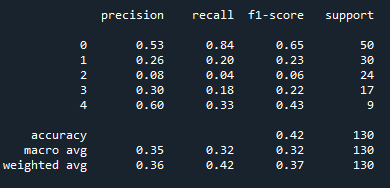 precision recall f1-score support
0 0.53 0.84 0.65 50
1 0.26 0.20 0.23 30
2 0.08 0.04 0.06 24
3 0.30 0.18 0.22 17
4 0.60 0.33 0.43 9
accuracy 0.42 130
macro avg 0.35 0.32 0.32 130
weighted avg 0.36 0.42 0.37 130